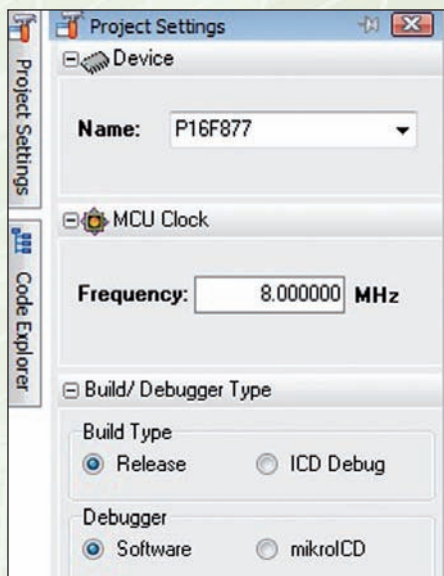 Project Settings
Device
Name: P16F877
MCU Clock
Frequency: 8.000000 MHz
Build/ Debugger Type
Build Type
Release ICD Debug
Debugger
Software mikroICD
Project Settings
Code Explorer